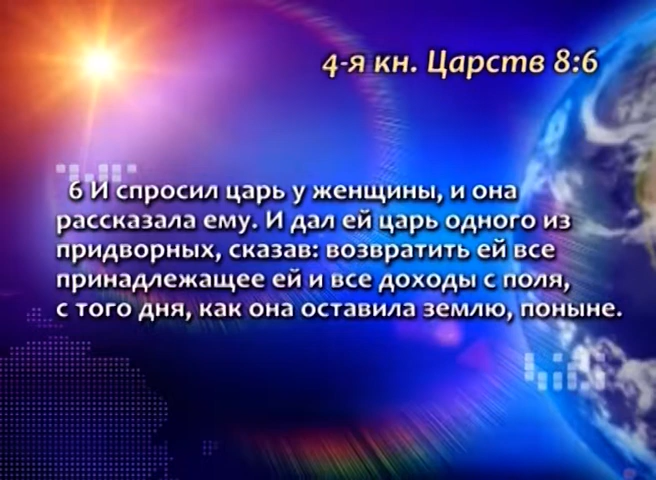 4-я кн. Царств 8:6
6 И спросил царь у женщины, и она
рассказала ему. И дал ей царь одного из
придворных, сказав: возвратить ей все
принадлежащее ей и все доходы с поля,
с того дня, как она оставила землю, поныне.